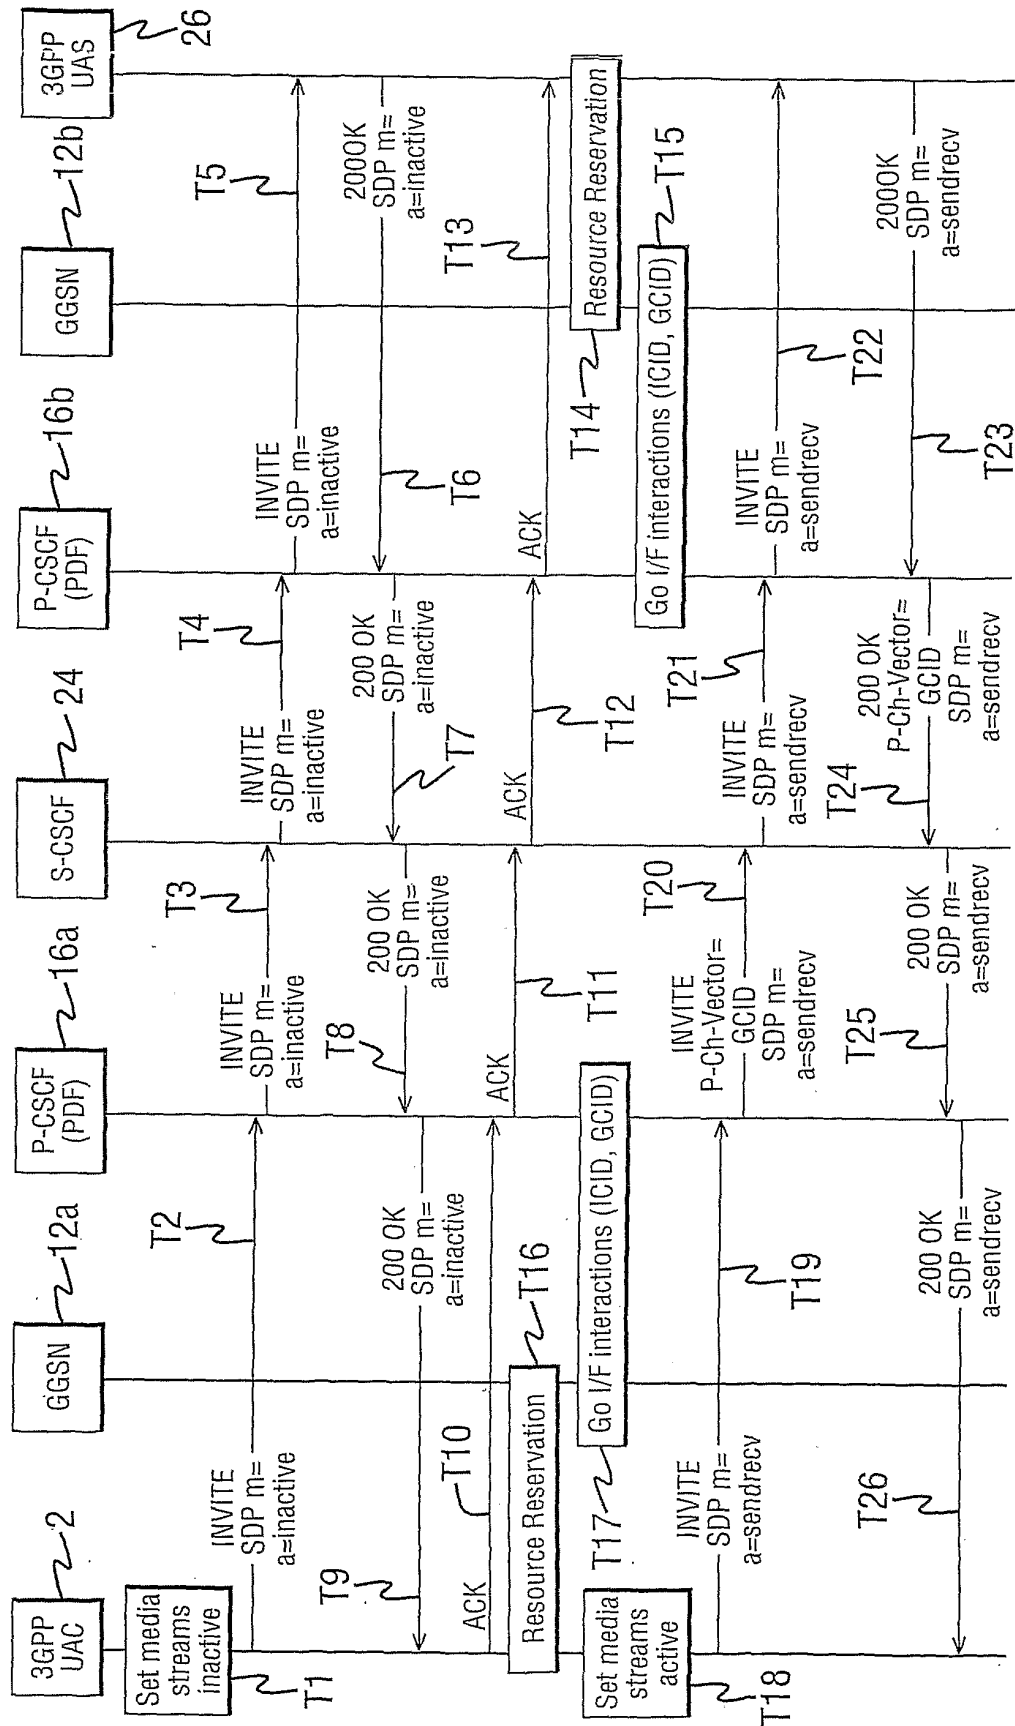 3GPP
UAC
2
GGSN
12a
P-CSCF
(PDF)
16a
S-CSCF
24
P-CSCF
(PDF)
16b
GGSN
12b
3GPP
UAS
26
Set media
streams
inactive
T1
INVITE
SDP m=
a=inactive
T2
INVITE
SDP m=
a=inactive
T3
INVITE
SDP m=
a=inactive
T4
INVITE
SDP m=
a=inactive
T5
2000K
SDP m=
a=inactive
T6
200 OK
SDP m=
a=inactive
T7
200 OK
SDP m=
a=inactive
T8
200 OK
SDP m=
a=inactive
T9
ACK
T10
ACK
T11
ACK
T12
ACK
T13
Resource Reservation
T14
Go I/F interactions (ICID, GCID)
T15
Resource Reservation
T16
Go I/F interactions (ICID, GCID)
T17
Set media
streams
active
T18
INVITE
SDP m=
a=sendrecv
T19
INVITE
P-Ch-Vector=
GCID
SDP m=
a=sendrecv
T20
INVITE
SDP m=
a=sendrecv
T21
INVITE
SDP m=
a=sendrecv
T22
2000K
SDP m=
a=sendrecv
T23
200 OK
P-Ch-Vector=
GCID
SDP m=
a=sendrecv
T24
200 OK
SDP m=
a=sendrecv
T25
200 OK
SDP m=
a=sendrecv
T26